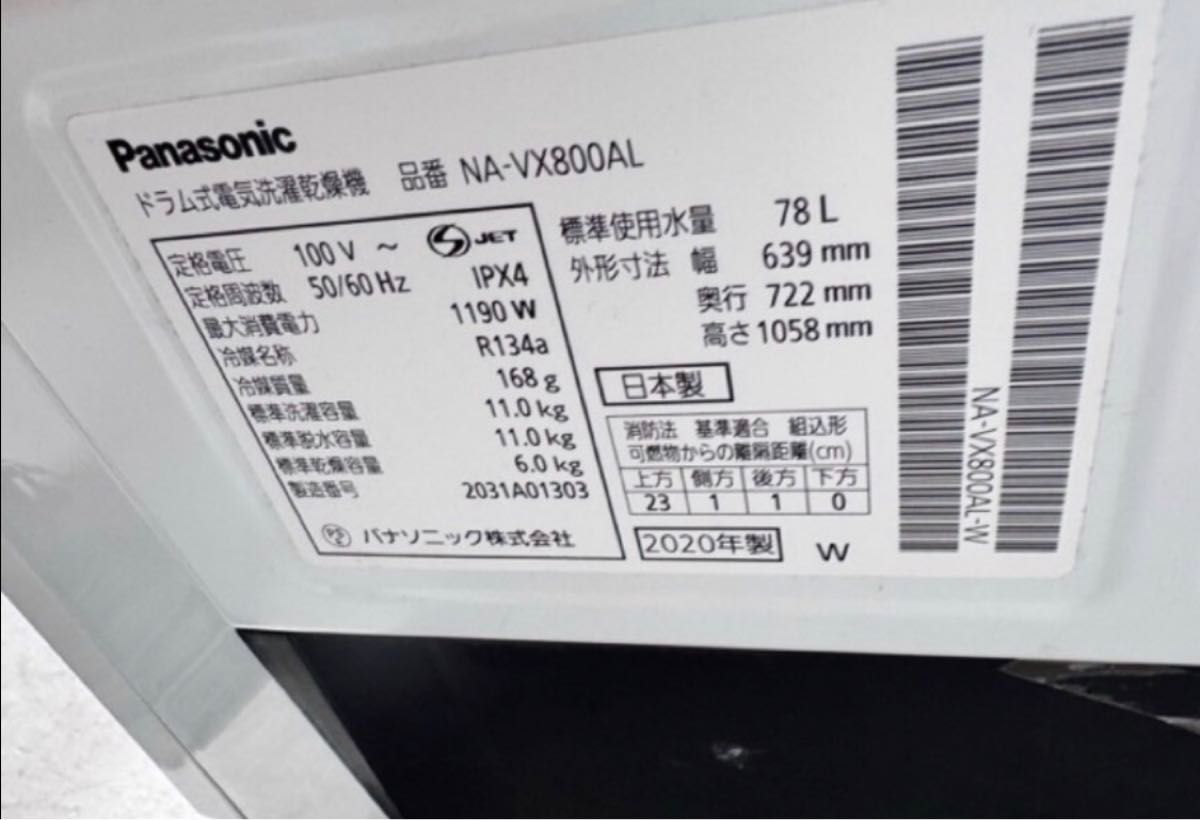 Panasonic
ドラム式電気洗濯乾燥機 品番 NA-VX800AL
定格電圧 100 V ～ JET
定格周波数 50/60 Hz IPX4
最大消費電力 1190 W
冷媒名称 R134a
冷媒質量 168 g
標準洗濯容量 11.0 kg
標準脱水容量 11.0 kg
標準乾燥容量 6.0 kg
製造番号 2031A01303
パナソニック株式会社
標準使用水量 78 L
外形寸法 幅 639 mm
奥行 722 mm
高さ 1058 mm
日本製
消防法 基準適合 組込形
可燃物からの離隔距離(cm)
上方 側方 後方 下方
23 1 1 0
2020年製 W
NA-VX800AL-W